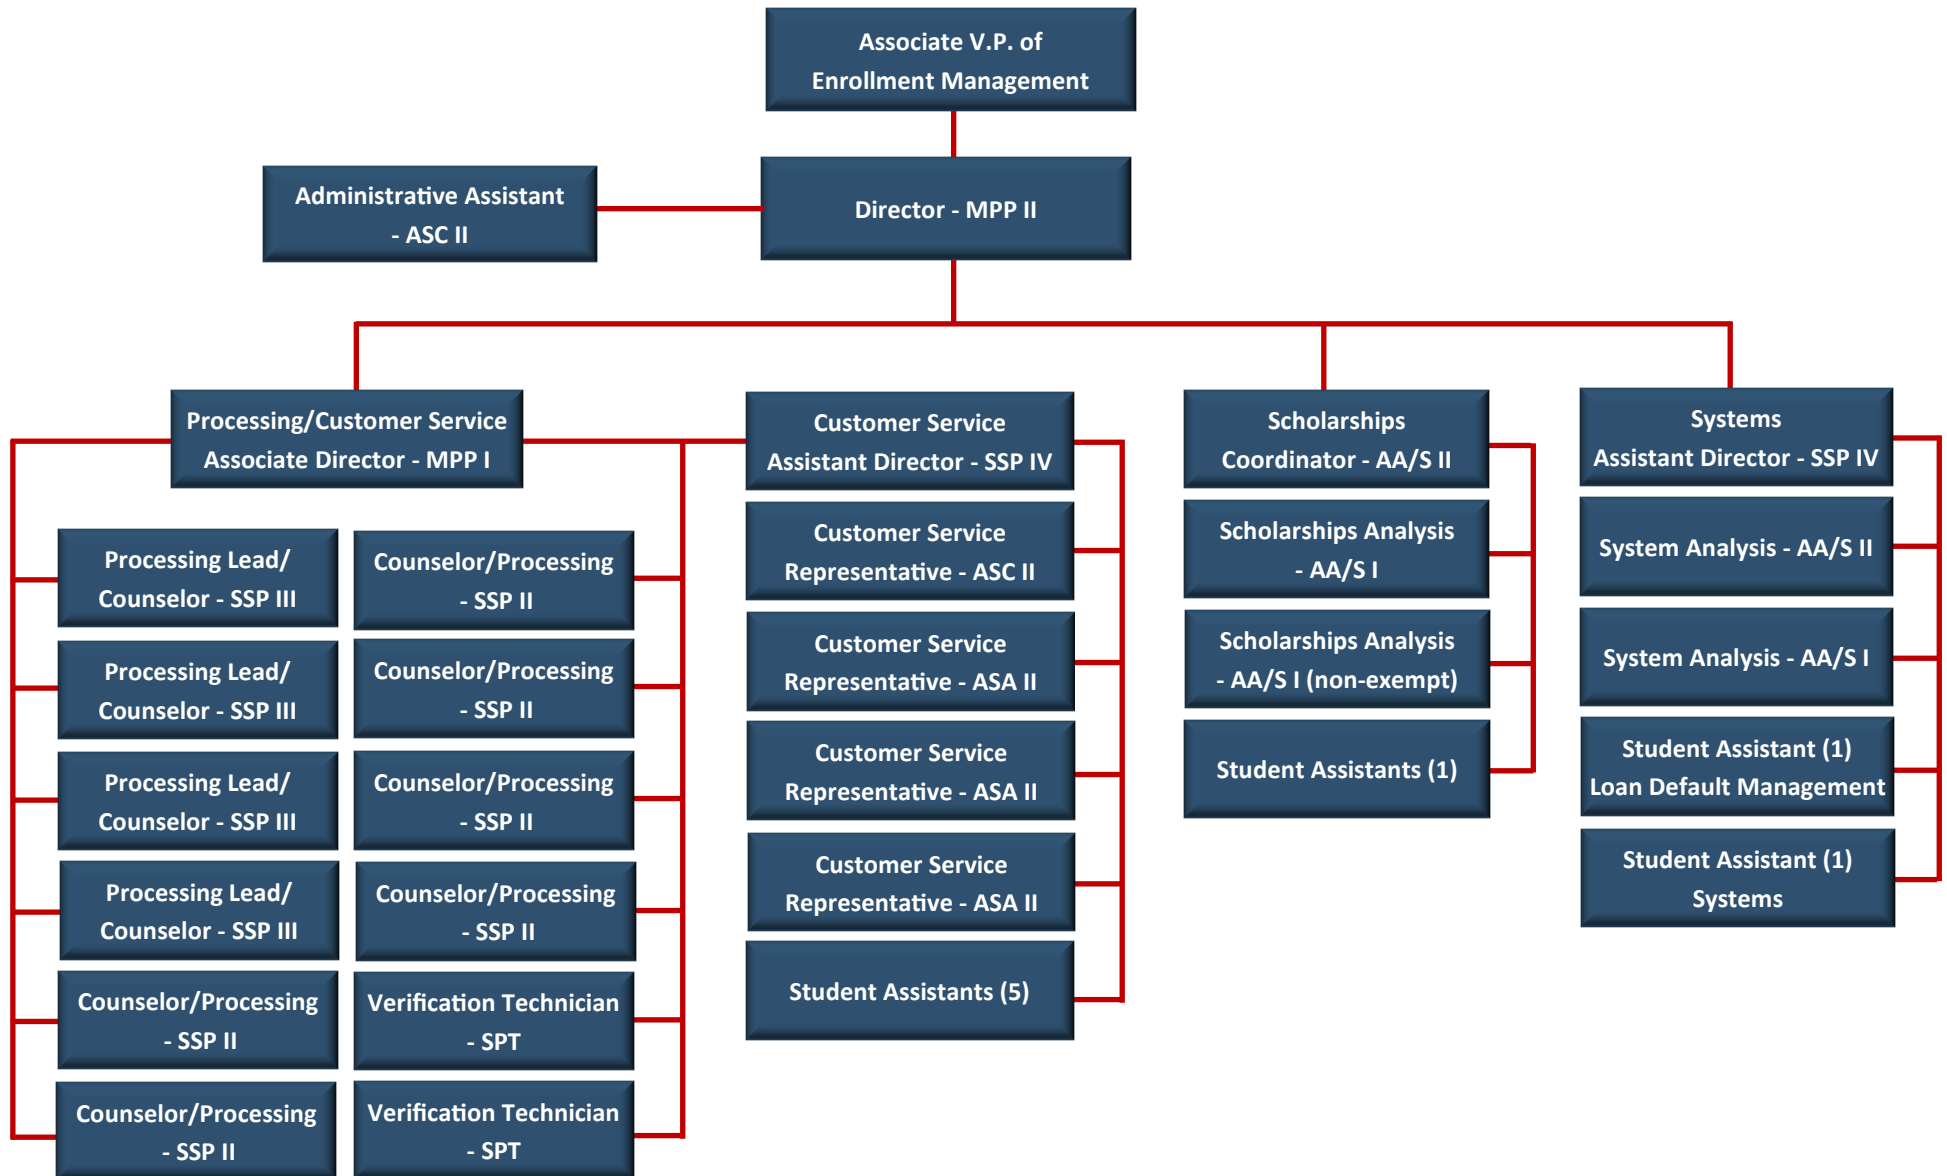 Associate V.P. of
Enrollment Management
Administrative Assistant
- ASC II
Director - MPP II
Processing/Customer Service
Associate Director - MPP I
Processing Lead/
Counselor - SSP III
Processing Lead/
Counselor - SSP III
Processing Lead/
Counselor - SSP III
Processing Lead/
Counselor - SSP III
Counselor/Processing
- SSP II
Counselor/Processing
- SSP II
Counselor/Processing
- SSP II
Counselor/Processing
- SSP II
Counselor/Processing
- SSP II
Counselor/Processing
- SSP II
Verification Technician
- SPT
Verification Technician
- SPT
Customer Service
Assistant Director - SSP IV
Customer Service
Representative - ASC II
Customer Service
Representative - ASA II
Customer Service
Representative - ASA II
Customer Service
Representative - ASA II
Student Assistants (5)
Scholarships
Coordinator - AA/S II
Scholarships Analysis
- AA/S I
Scholarships Analysis
- AA/S I (non-exempt)
Student Assistants (1)
Systems
Assistant Director - SSP IV
System Analysis - AA/S II
System Analysis - AA/S I
Student Assistant (1)
Loan Default Management
Student Assistant (1)
Systems